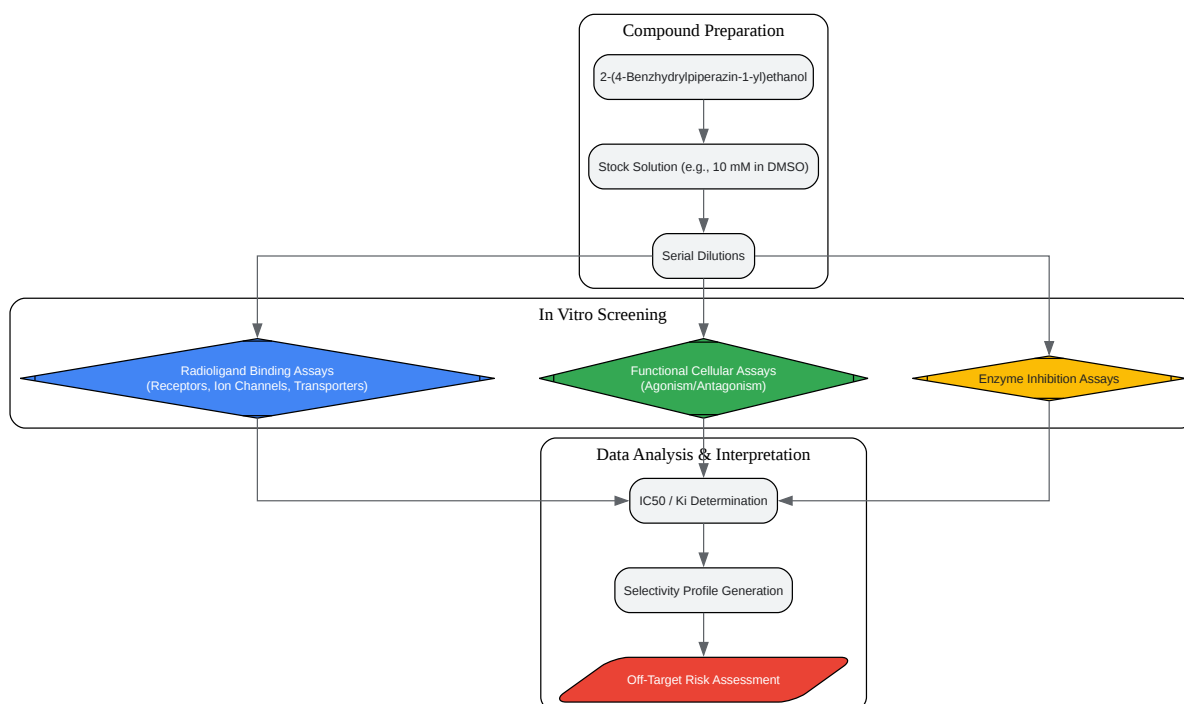 Compound Preparation
2-(4-Benzhydrylpiperazin-1-yl)ethanol
Stock Solution (e.g., 10 mM in DMSO)
Serial Dilutions
In Vitro Screening
Radioligand Binding Assays
(Receptors, Ion Channels, Transporters)
Functional Cellular Assays
(Agonism/Antagonism)
Enzyme Inhibition Assays
Data Analysis & Interpretation
IC50 / Ki Determination
Selectivity Profile Generation
Off-Target Risk Assessment